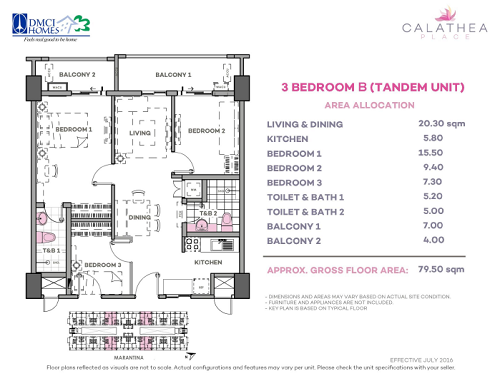 DMCI
HOMES
Feels so good to be home
CALATHEA
PLACE
BALCONY 2
BALCONY 1
BEDROOM 1
LIVING
BEDROOM 2
DINING
T&B 2
T&B 1
BEDROOM 3
KITCHEN
MARANTINA
N
3 BEDROOM B (TANDEM UNIT)
AREA ALLOCATION
LIVING & DINING 20.30 sqm
KITCHEN 5.80
BEDROOM 1 15.50
BEDROOM 2 9.40
BEDROOM 3 7.30
TOILET & BATH 1 5.20
TOILET & BATH 2 5.00
BALCONY 1 7.00
BALCONY 2 4.00
APPROX. GROSS FLOOR AREA: 79.50 sqm
- DIMENSIONS AND AREAS MAY VARY BASED ON ACTUAL SITE CONDITION.
- FURNITURE AND APPLIANCES ARE NOT INCLUDED.
- KEY PLAN IS BASED ON TYPICAL FLOOR
EFFECTIVE JULY 2016
Floor plans reflected as visuals are not to scale. Actual configurations and features may vary per unit. Please check the unit specifications with your seller.